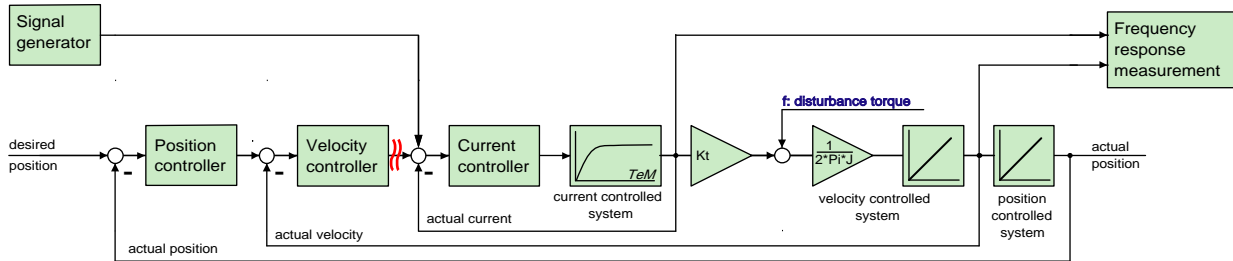 Signal
generator
Frequency
response
measurement
f: disturbance torque
desired
position
Position
controller
Velocity
controller
Current
controller
TeM
Kt
1
2*Pi*J
actual
position
-
-
-
current controlled
system
velocity controlled
system
position
controlled
system
actual current
actual velocity
actual position